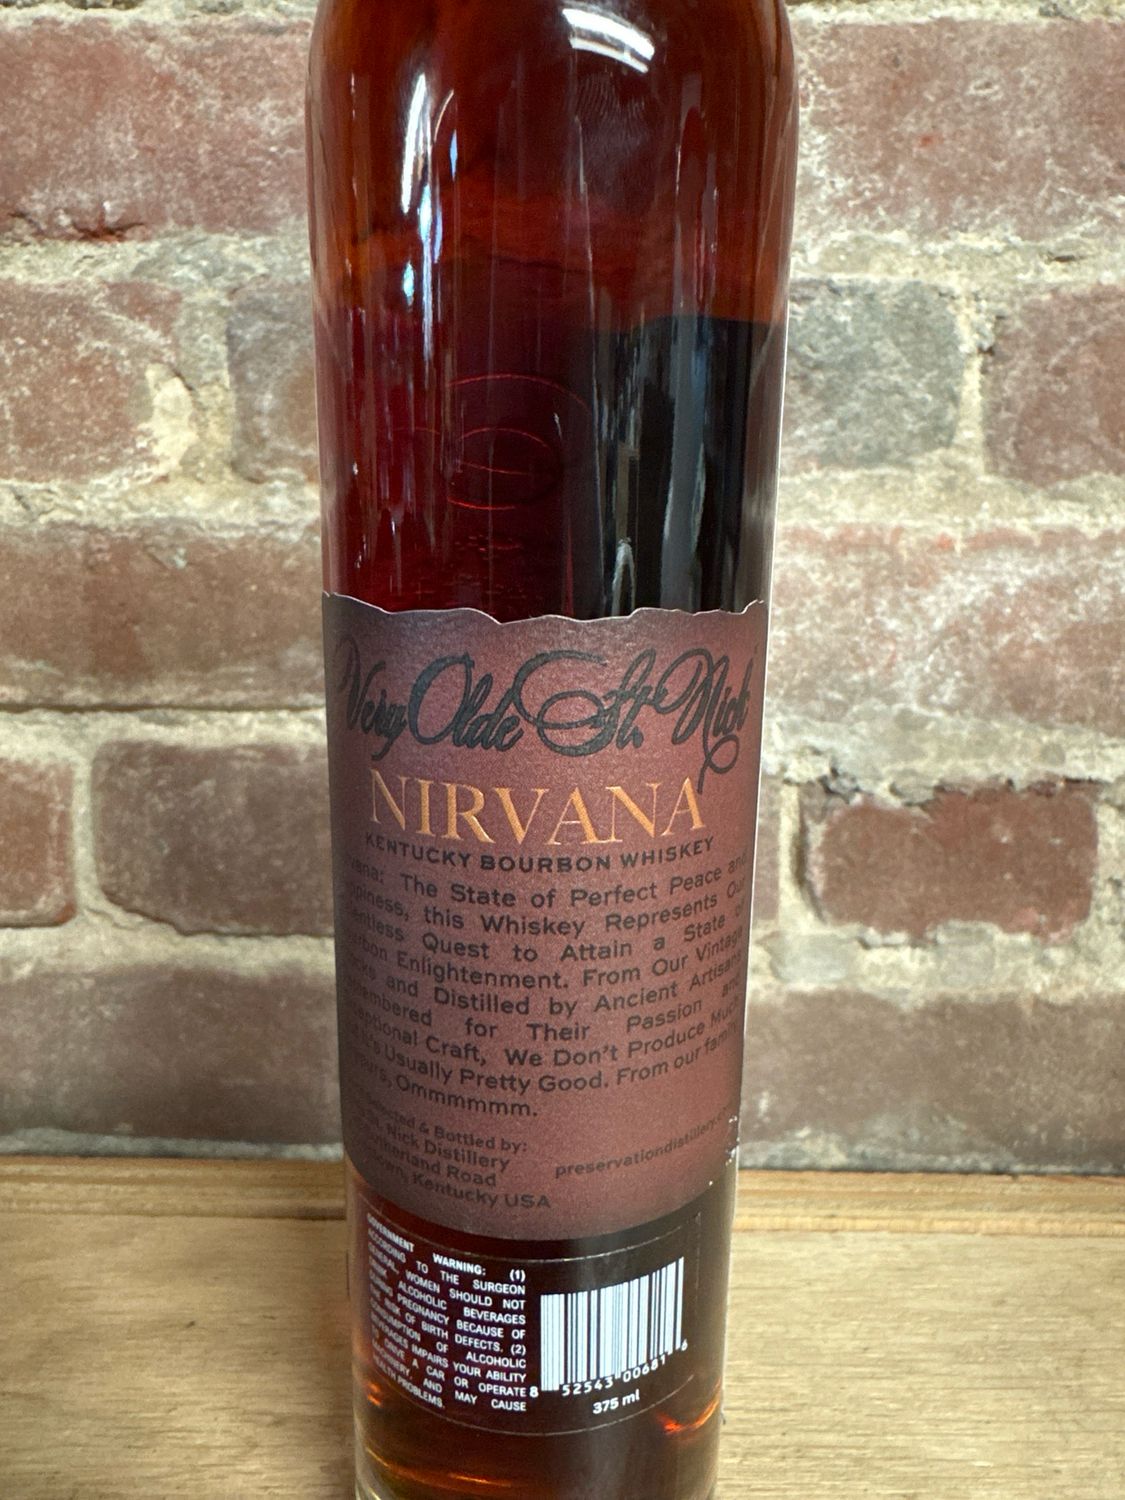 Very Olde St. Nick
NIRVANA
KENTUCKY BOURBON WHISKEY
The State of Perfect Peace and
this Whiskey Represents Our
Quest to Attain a State of
Enlightenment. From Our Vintage
and Distilled by Ancient Artisans
for Their Passion and
Craft, We Don't Produce Much
it's Usually Pretty Good. From our family
yours, Ommmmmm.
Selected & Bottled by:
St. Nick Distillery
Road
Kentucky USA
GOVERNMENT WARNING: (1)
ACCORDING TO THE SURGEON
GENERAL, WOMEN SHOULD NOT
DRINK ALCOHOLIC BEVERAGES
DURING PREGNANCY BECAUSE OF
THE RISK OF BIRTH DEFECTS. (2)
CONSUMPTION OF ALCOHOLIC
BEVERAGES IMPAIRS YOUR ABILITY
TO DRIVE A CAR OR OPERATE
MACHINERY, AND MAY CAUSE
HEALTH PROBLEMS.
8 52543 00681 6
375 ml